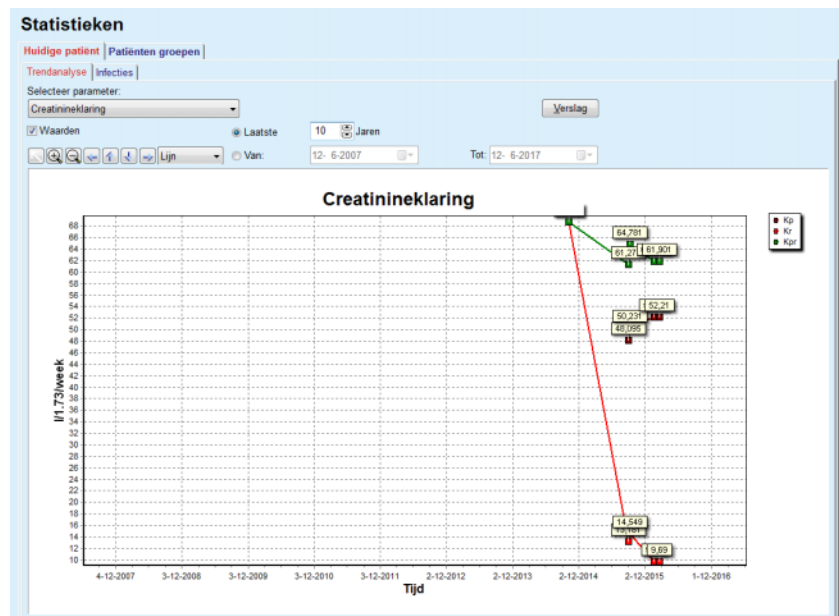 Statistieken
Huidige patiënt Patiënten groepen
Trendanalyse Infecties
Selecteer parameter:
Creatinineklaring Verslag
Waarden Laatste 10 Jaren
Lijn Van: 12- 6-2007 Tot: 12- 6-2017
Creatinineklaring
Kp
Kr
Kpr
68
66
64
62
60
58
56
54
52
50
48
46
44
42
40
38
36
34
32
30
28
26
24
22
20
18
16
14
12
10
l/1.73/week
64,781
61,27
61,901
52,21
50,231
48,095
14,549
9,69
4-12-2007 3-12-2008 3-12-2009 3-12-2010 3-12-2011 2-12-2012 2-12-2013 2-12-2014 2-12-2015 1-12-2016
Tijd